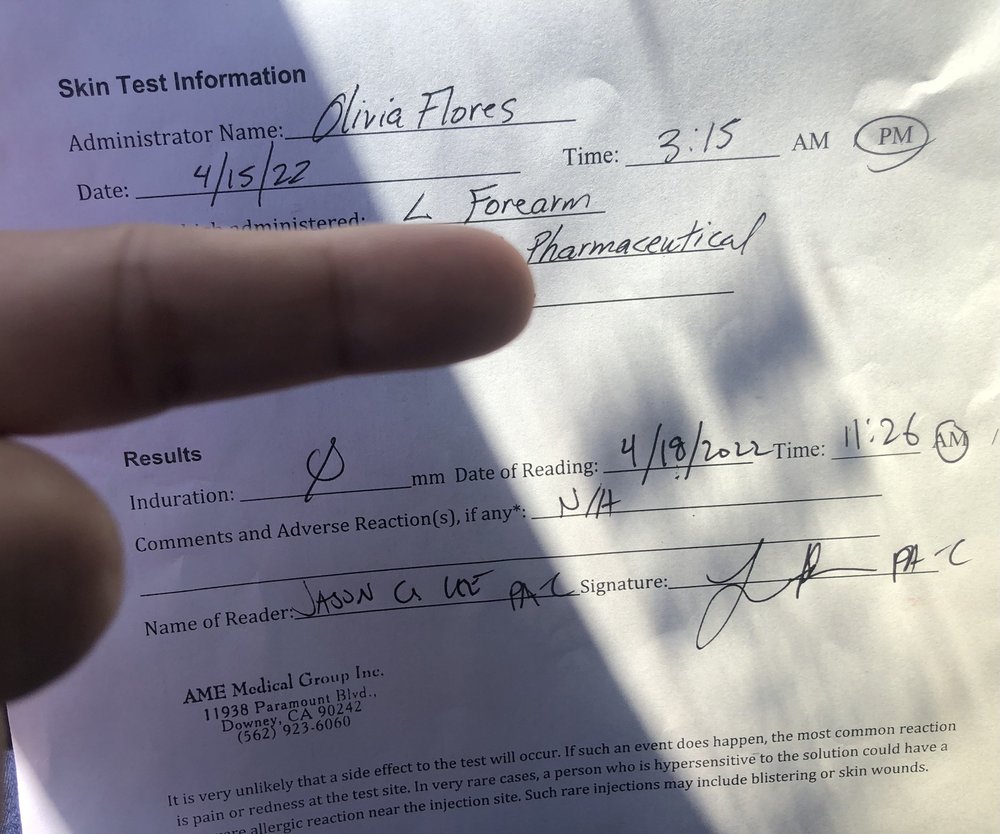 Skin Test Information
Administrator Name: Olivia Flores
Date: 4/15/22 Time: 3:15 AM PM
administered: L Forearm
Pharmaceutical
Results
Induration: Ø mm Date of Reading: 4/18/2022 Time: 11:26 AM
Comments and Adverse Reaction(s), if any*: N/A
Name of Reader: JASON G LEE PA-C Signature: PA-C
AME Medical Group Inc.
11938 Paramount Blvd.,
Downey, CA 90242
(562) 923-6060
It is very unlikely that a side effect to the test will occur. If such an event does happen, the most common reaction
is pain or redness at the test site. In very rare cases, a person who is hypersensitive to the solution could have a
allergic reaction near the injection site. Such rare injections may include blistering or skin wounds.